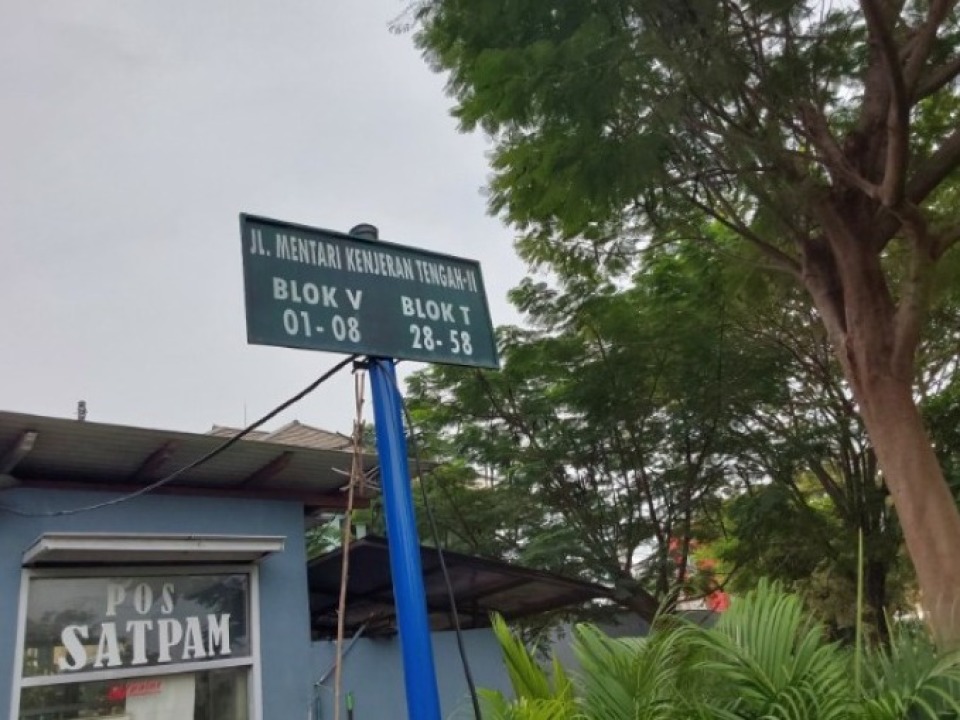 JL. MENTARI KENJERAN TENGAH-II
BLOK V BLOK T
01-08 28-58
POS
SATPAM